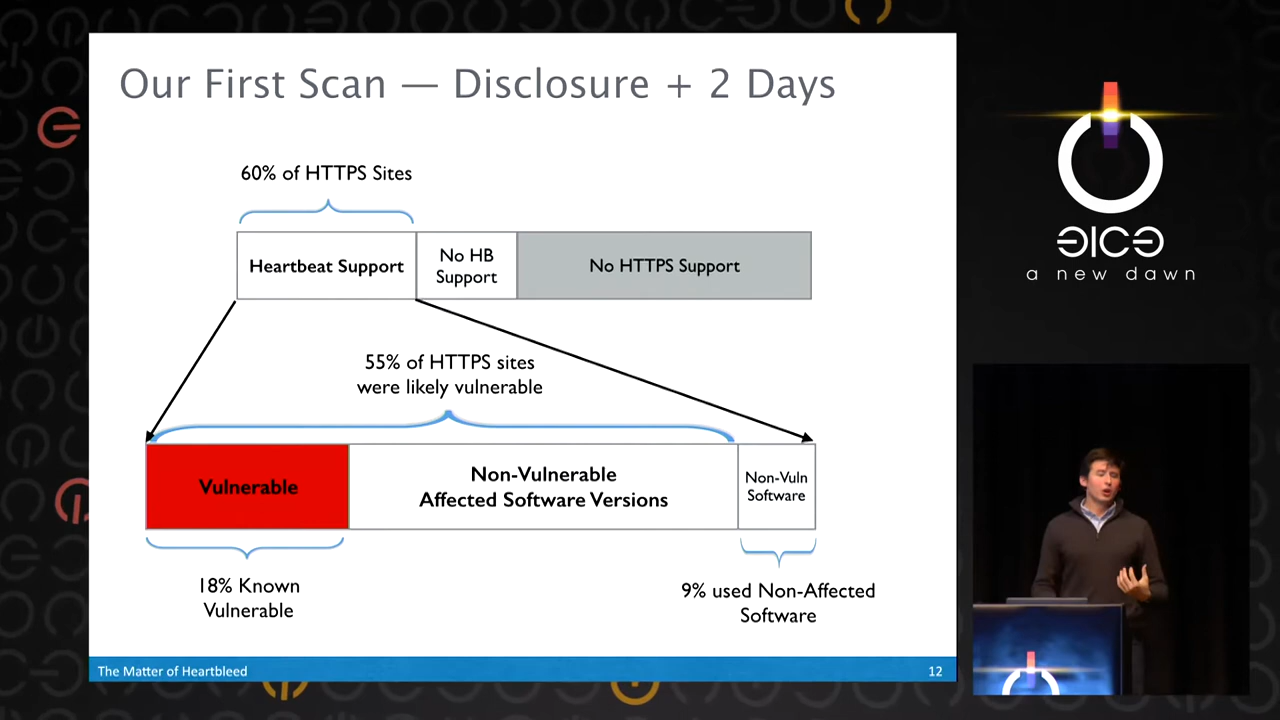 Our First Scan — Disclosure + 2 Days
60% of HTTPS Sites
Heartbeat Support
No HB
Support
No HTTPS Support
55% of HTTPS sites
were likely vulnerable
Vulnerable
Non-Vulnerable
Affected Software Versions
Non-Vuln
Software
18% Known
Vulnerable
9% used Non-Affected
Software
The Matter of Heartbleed
12
a new dawn